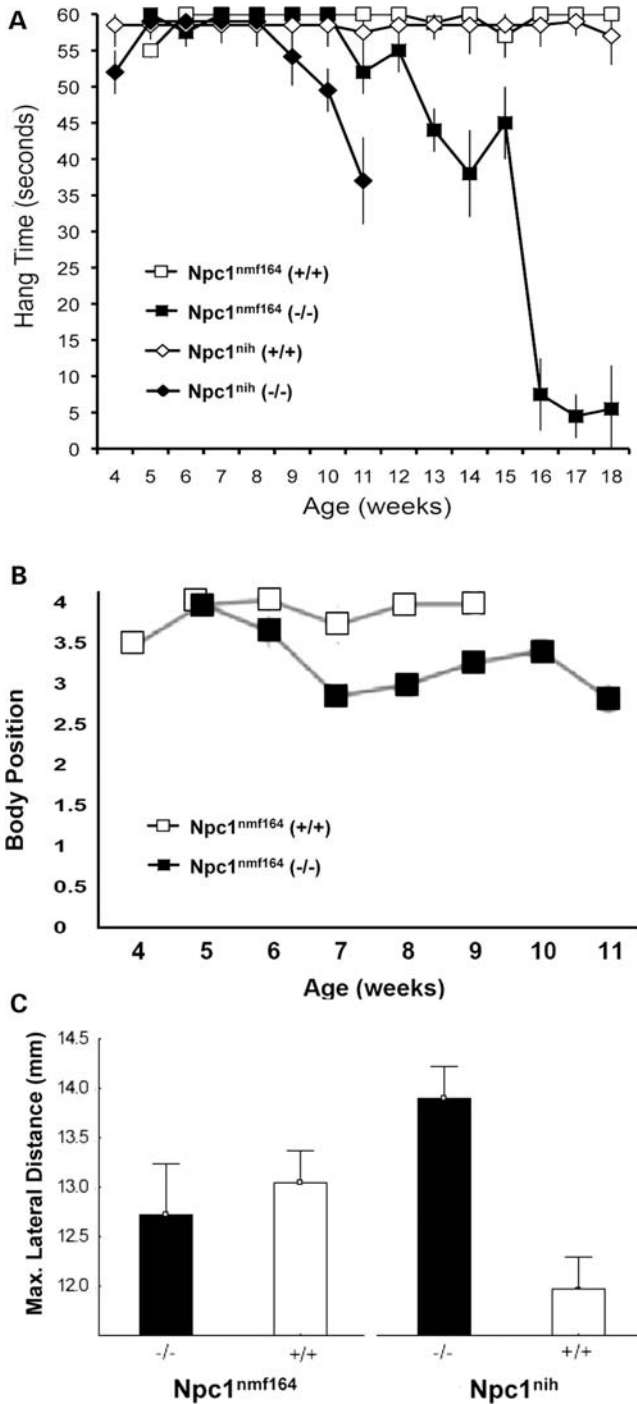 A
Hang Time (seconds)
60
55
50
45
40
35
30
25
20
15
10
5
0
Npc1nmf164 (+/+)
Npc1nmf164 (-/-)
Npc1nih (+/+)
Npc1nih (-/-)
4 5 6 7 8 9 10 11 12 13 14 15 16 17 18
Age (weeks)
B
Body Position
4
3.5
3
2.5
2
1.5
1
0.5
0
Npc1nmf164 (+/+)
Npc1nmf164 (-/-)
4 5 6 7 8 9 10 11
Age (weeks)
C
Max. Lateral Distance (mm)
14.5
14.0
13.5
13.0
12.5
12.0
-/- +/+ -/- +/+
Npc1nmf164 Npc1nih